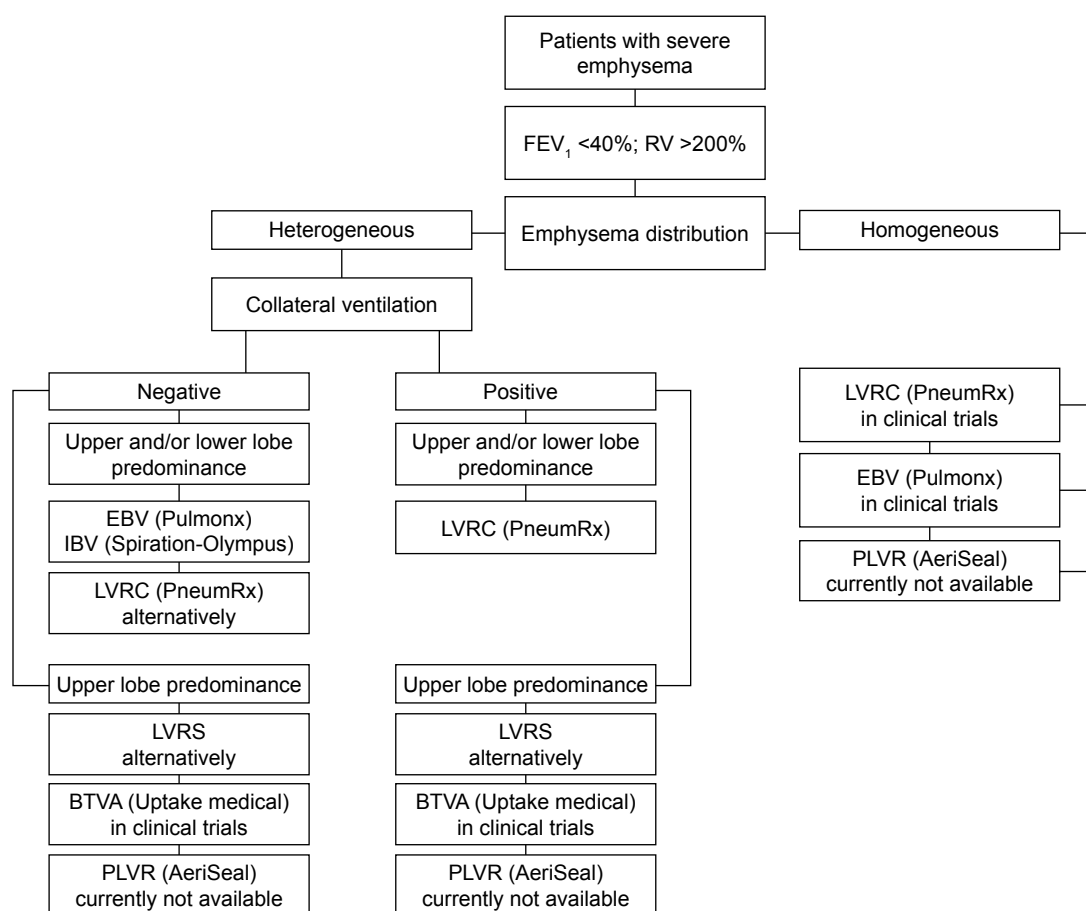 Patients with severe
emphysema
FEV₁ <40%; RV >200%
Heterogeneous
Emphysema distribution
Homogeneous
Collateral ventilation
Negative
Upper and/or lower lobe
predominance
EBV (Pulmonx)
IBV (Spiration-Olympus)
LVRC (PneumRx)
alternatively
Upper lobe predominance
LVRS
alternatively
BTVA (Uptake medical)
in clinical trials
PLVR (AeriSeal)
currently not available
Positive
Upper and/or lower lobe
predominance
LVRC (PneumRx)
Upper lobe predominance
LVRS
alternatively
BTVA (Uptake medical)
in clinical trials
PLVR (AeriSeal)
currently not available
LVRC (PneumRx)
in clinical trials
EBV (Pulmonx)
in clinical trials
PLVR (AeriSeal)
currently not available